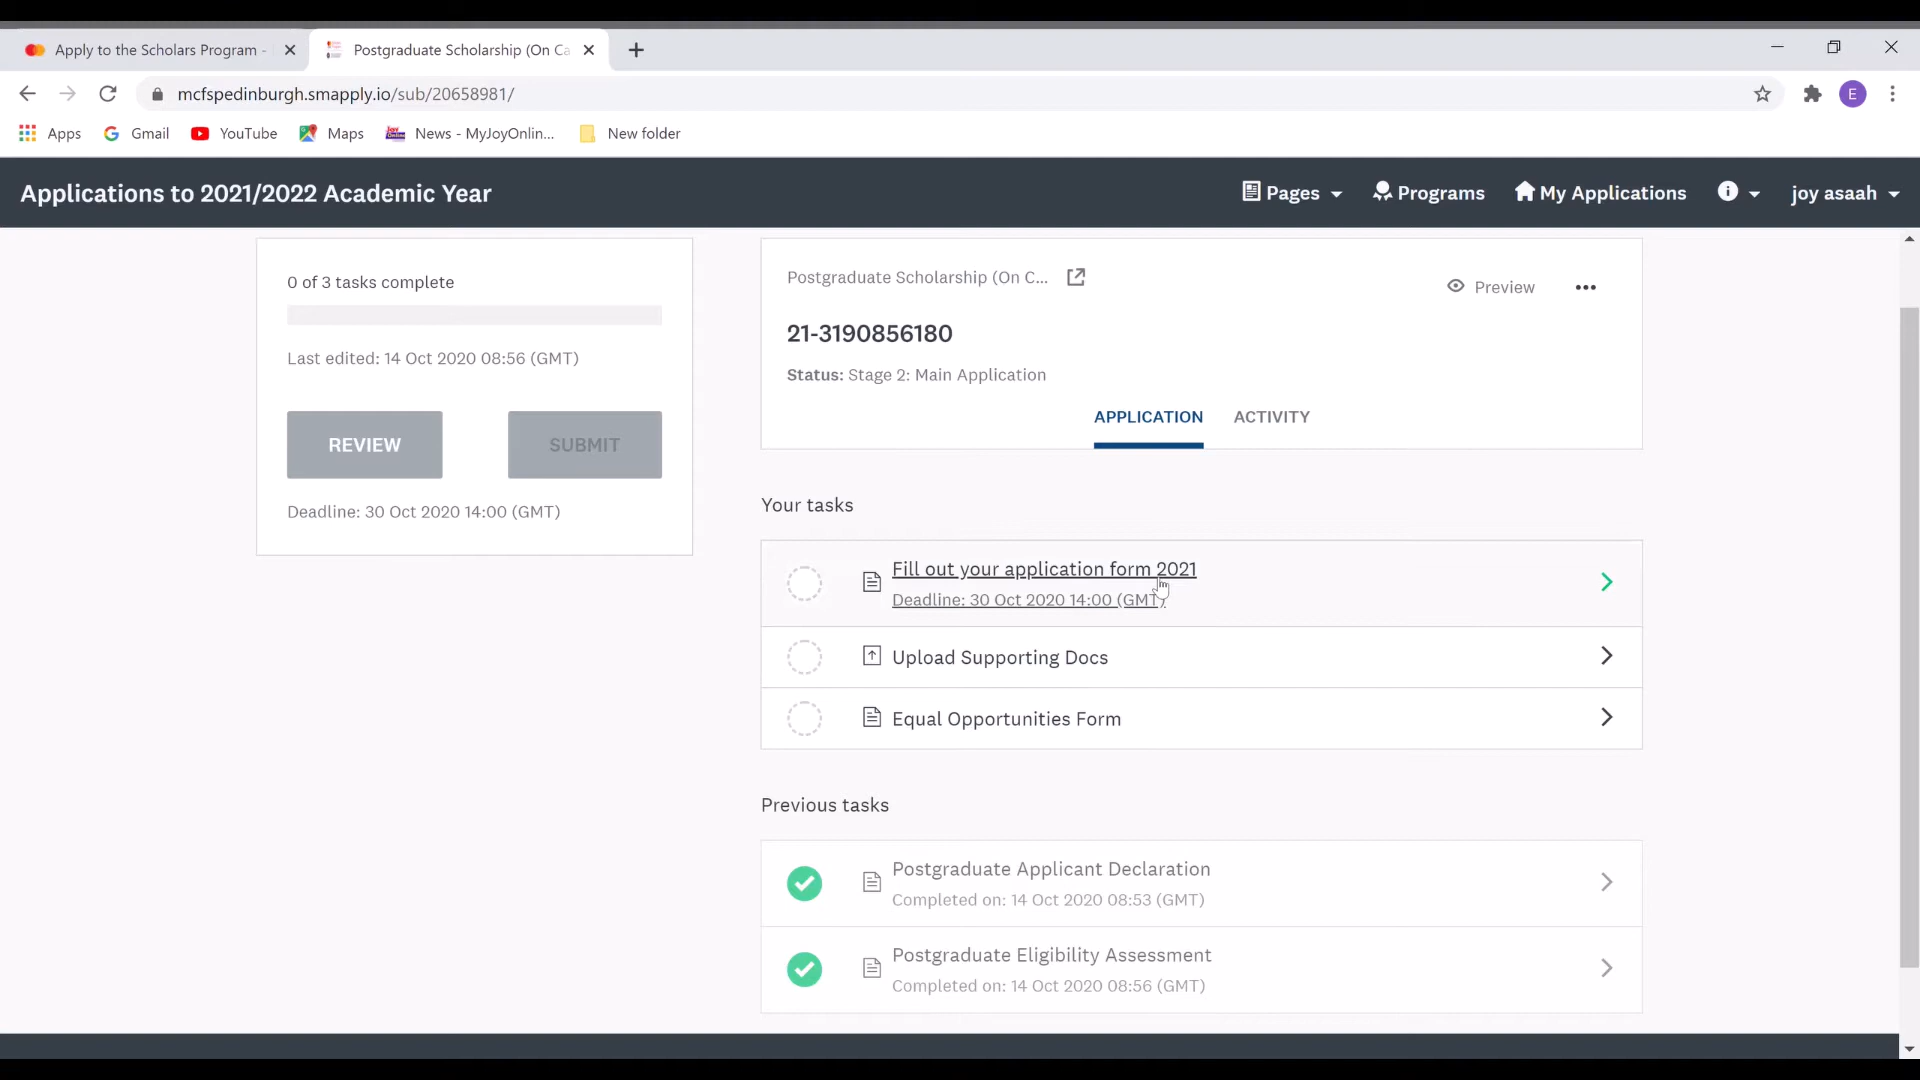 Apply to the Scholars Program -
Postgraduate Scholarship (On Ca
mcfspedinburgh.smapply.io/sub/20658981/
E
Apps
Gmail
YouTube
Maps
News - MyJoyOnlin...
New folder
Applications to 2021/2022 Academic Year
Pages
Programs
My Applications
joy asaah
0 of 3 tasks complete
Last edited: 14 Oct 2020 08:56 (GMT)
REVIEW
SUBMIT
Deadline: 30 Oct 2020 14:00 (GMT)
Postgraduate Scholarship (On C...
Preview
21-3190856180
Status: Stage 2: Main Application
APPLICATION
ACTIVITY
Your tasks
Fill out your application form 2021
Deadline: 30 Oct 2020 14:00 (GMT)
Upload Supporting Docs
Equal Opportunities Form
Previous tasks
Postgraduate Applicant Declaration
Completed on: 14 Oct 2020 08:53 (GMT)
Postgraduate Eligibility Assessment
Completed on: 14 Oct 2020 08:56 (GMT)